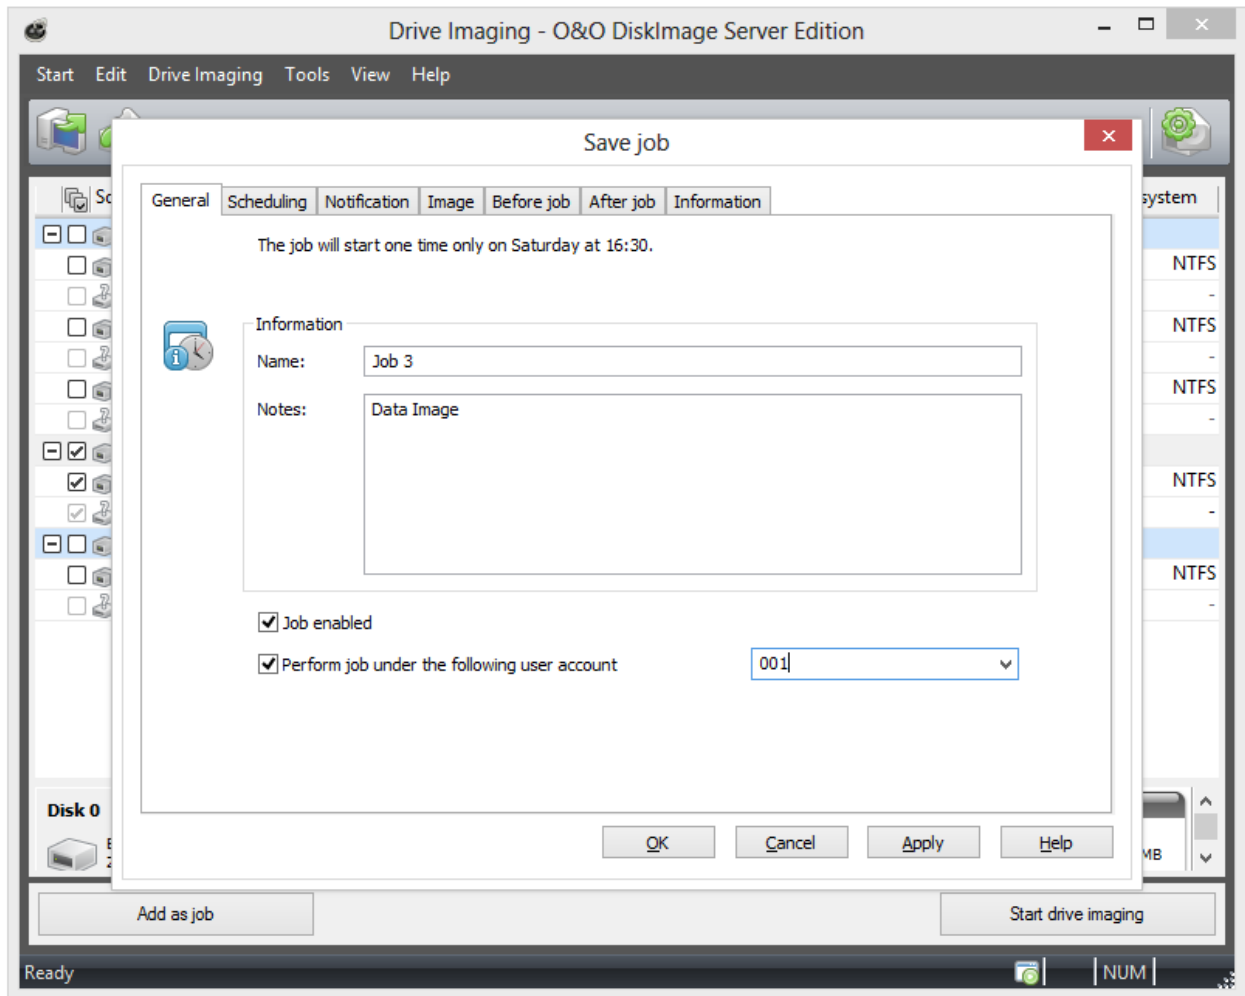 Drive Imaging - O&O DiskImage Server Edition
Start Edit Drive Imaging Tools View Help
Save job
General Scheduling Notification Image Before job After job Information
system
The job will start one time only on Saturday at 16:30.
NTFS
-
Information
NTFS
Name: Job 3
-
NTFS
Notes: Data Image
-
NTFS
-
NTFS
-
Job enabled
Perform job under the following user account 001
Disk 0
OK Cancel Apply Help
MB
Add as job Start drive imaging
Ready NUM